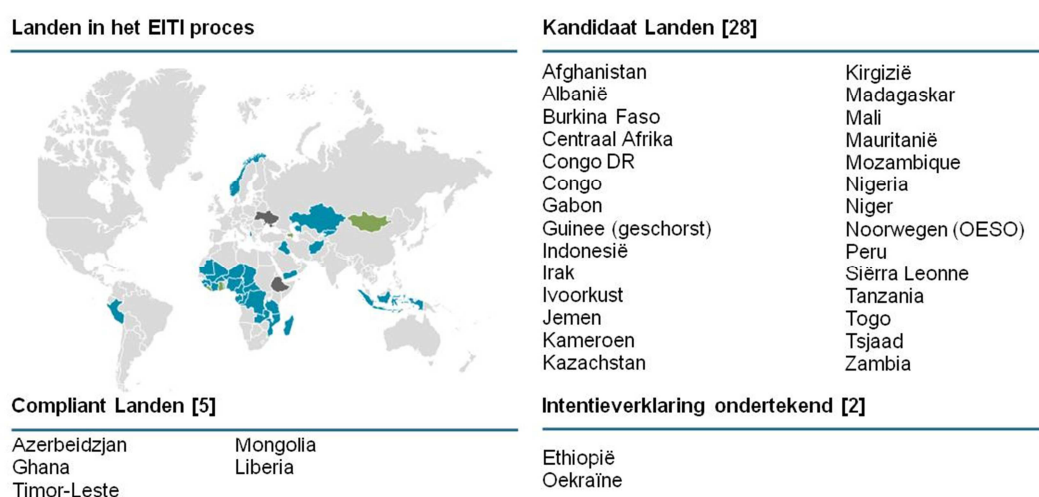 Landen in het EITI proces
Compliant Landen [5]
Azerbeidzjan Mongolia
Ghana Liberia
Timor-Leste
Kandidaat Landen [28]
Afghanistan Kirgizië
Albanië Madagaskar
Burkina Faso Mali
Centraal Afrika Mauritanië
Congo DR Mozambique
Congo Nigeria
Gabon Niger
Guinee (geschorst) Noorwegen (OESO)
Indonesië Peru
Irak Siërra Leonne
Ivoorkust Tanzania
Jemen Togo
Kameroen Tsjaad
Kazachstan Zambia
Intentieverklaring ondertekend [2]
Ethiopië
Oekraïne